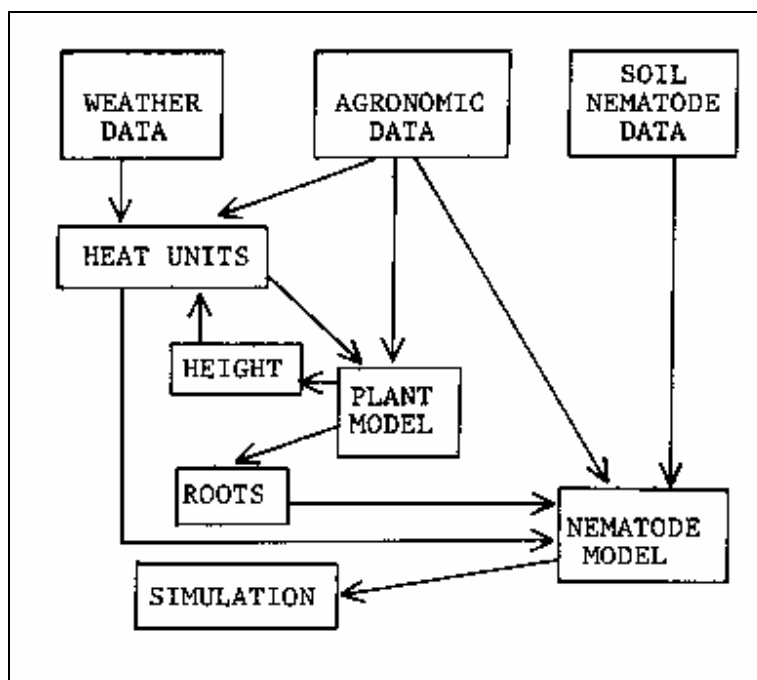 WEATHER
DATA
AGRONOMIC
DATA
SOIL
NEMATODE
DATA
HEAT UNITS
HEIGHT
PLANT
MODEL
ROOTS
NEMATODE
MODEL
SIMULATION